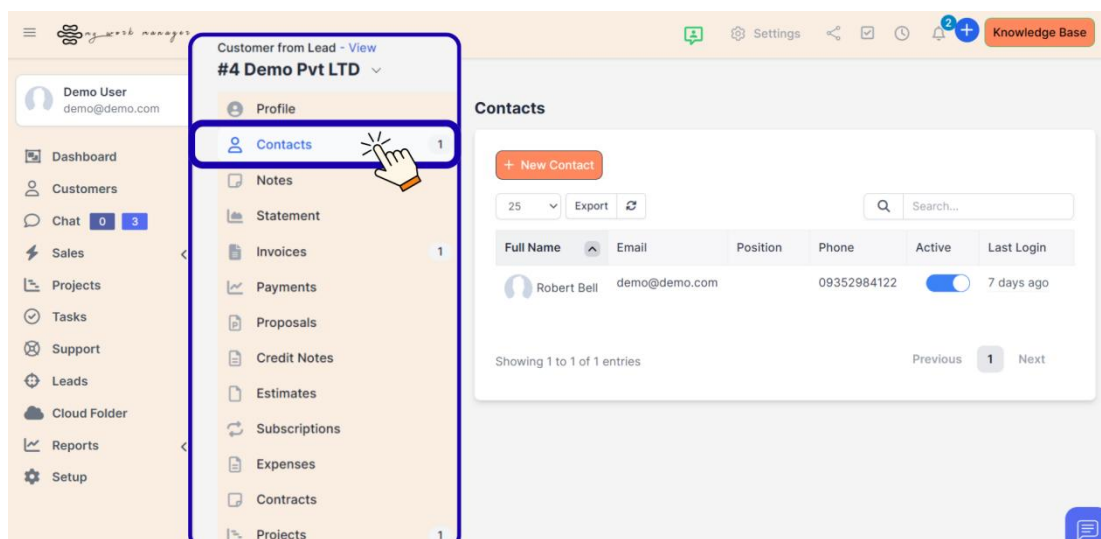 my work manager
Settings
2
Knowledge Base
Demo User
demo@demo.com
Dashboard
Customers
Chat 0 3
Sales
Projects
Tasks
Support
Leads
Cloud Folder
Reports
Setup
Customer from Lead - View
#4 Demo Pvt LTD
Profile
Contacts 1
Notes
Statement
Invoices 1
Payments
Proposals
Credit Notes
Estimates
Subscriptions
Expenses
Contracts
Projects 1
Contacts
+ New Contact
25 Export Search...
Full Name Email Position Phone Active Last Login
Robert Bell demo@demo.com 09352984122 7 days ago
Showing 1 to 1 of 1 entries Previous 1 Next